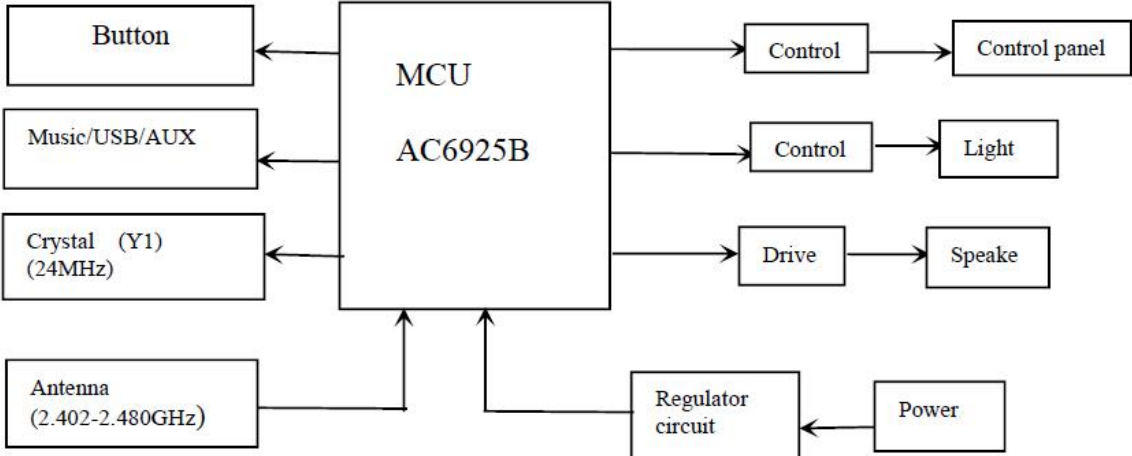 Button
MCU
AC6925B
Control
Control panel
Music/USB/AUX
Control
Light
Crystal (Y1)
(24MHz)
Drive
Speake
Antenna
(2.402-2.480GHz)
Regulator
circuit
Power